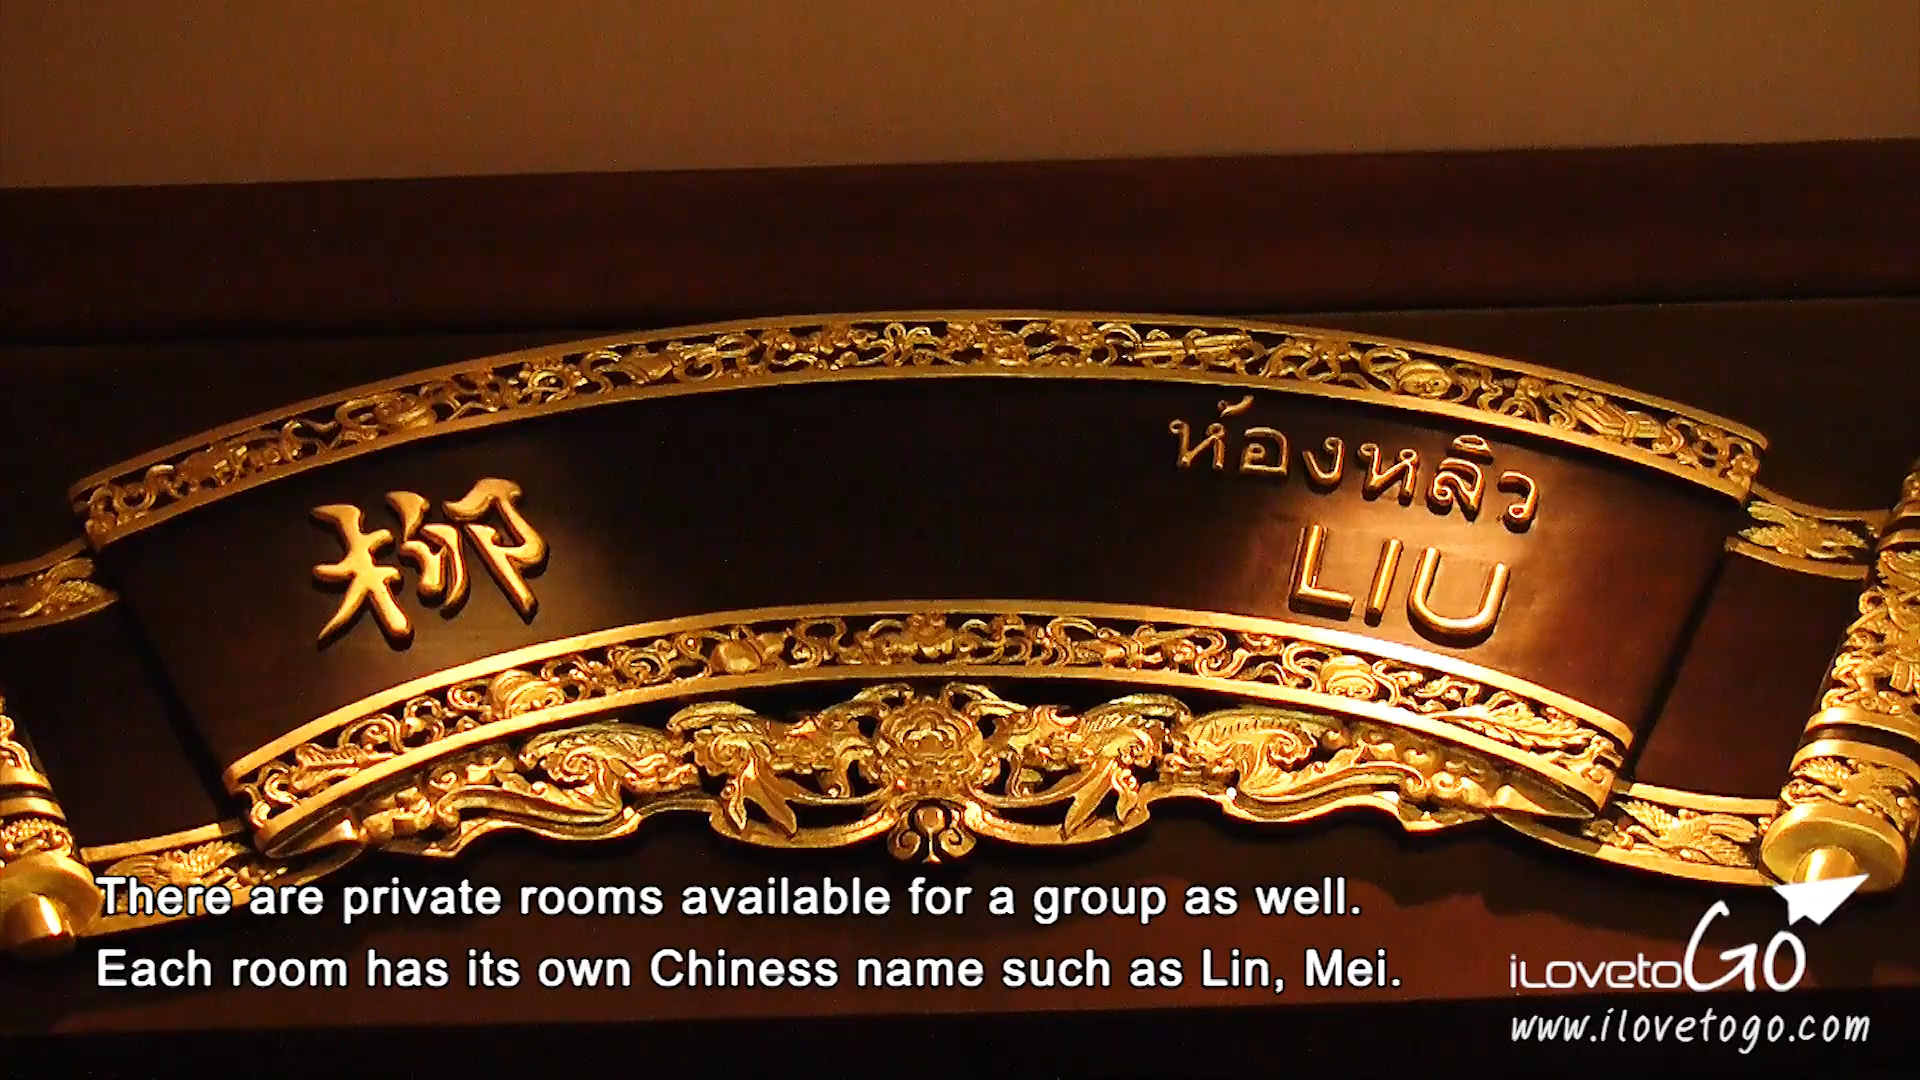 柳
ห้องหลิว
LIU
There are private rooms available for a group as well.
Each room has its own Chiness name such as Lin, Mei.
iLovetoGo
www.ilovetogo.com